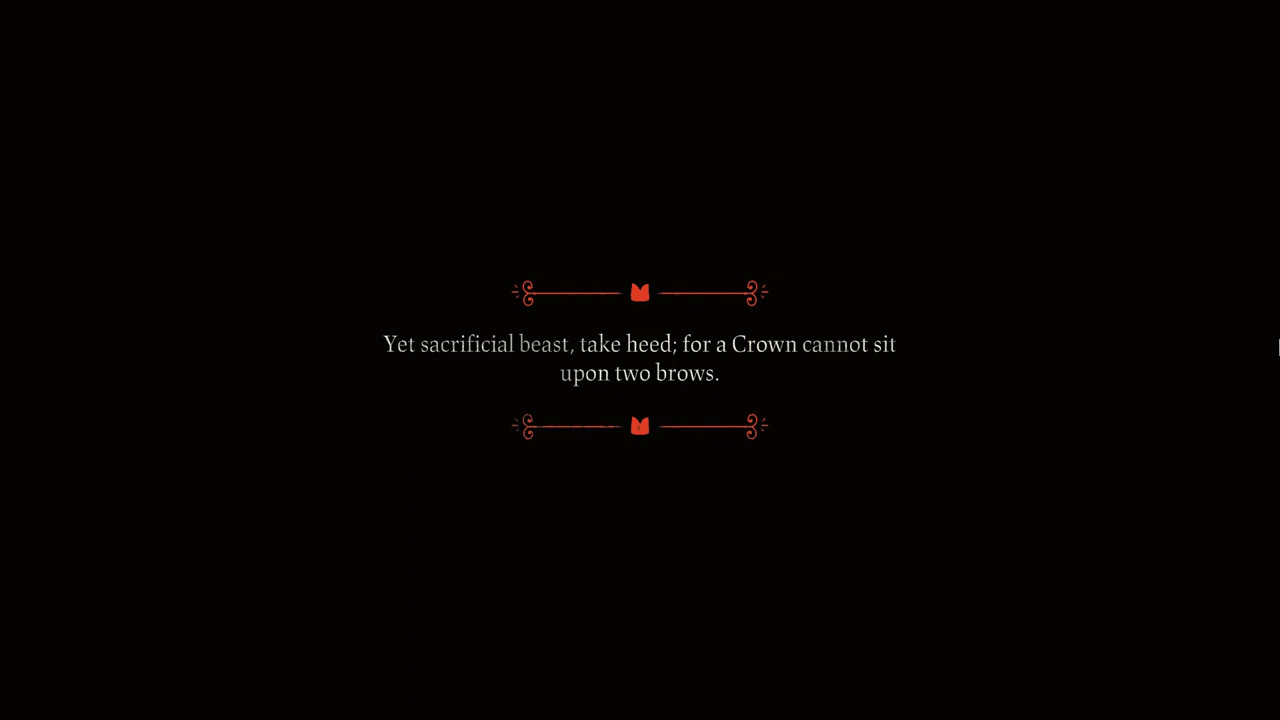 Yet sacrificial beast, take heed; for a Crown cannot sit
upon two brows.